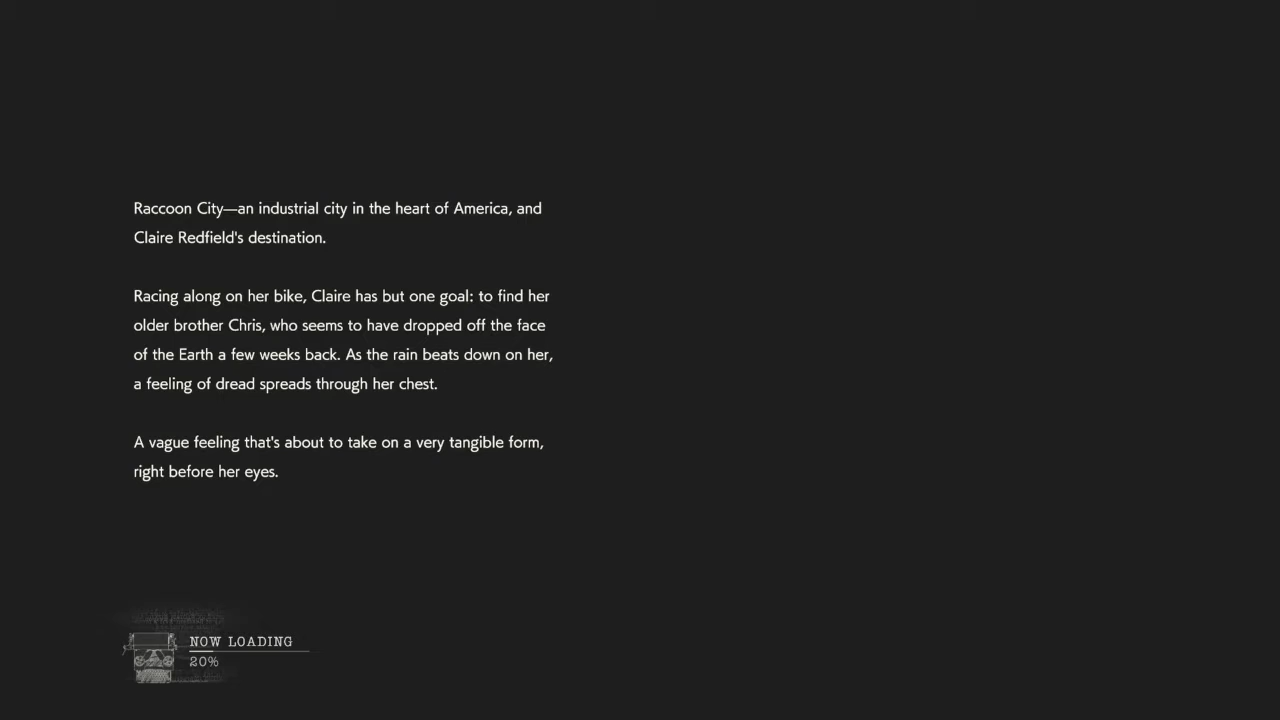 Raccoon City—an industrial city in the heart of America, and
Claire Redfield's destination.
Racing along on her bike, Claire has but one goal: to find her
older brother Chris, who seems to have dropped off the face
of the Earth a few weeks back. As the rain beats down on her,
a feeling of dread spreads through her chest.
A vague feeling that's about to take on a very tangible form,
right before her eyes.
NOW LOADING
20%